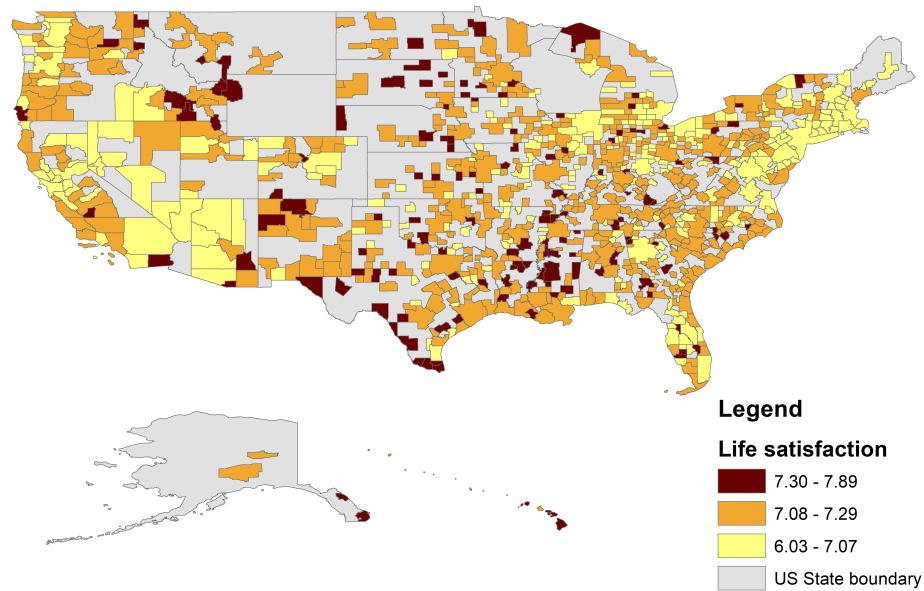 Legend
Life satisfaction
7.30 - 7.89
7.08 - 7.29
6.03 - 7.07
US State boundary